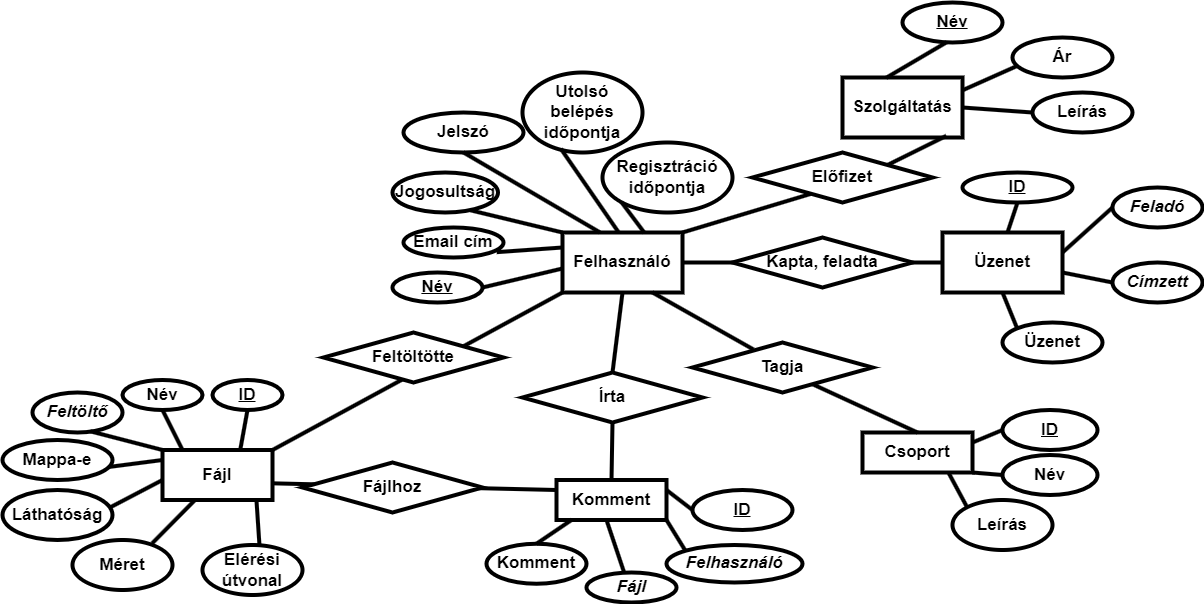 Név
Ár
Szolgáltatás
Leírás
Utolsó
belépés
időpontja
Jelszó
Regisztráció
időpontja
Előfizet
Jogosultság
ID
Feladó
Email cím
Felhasználó
Kapta, feladta
Üzenet
Címzett
Név
Üzenet
Feltöltötte
Tagja
Írta
Feltöltő
Név
ID
ID
Mappa-e
Fájl
Csoport
Név
Láthatóság
Fájlhoz
Komment
ID
Leírás
Méret
Elérési
útvonal
Komment
Fájl
Felhasználó